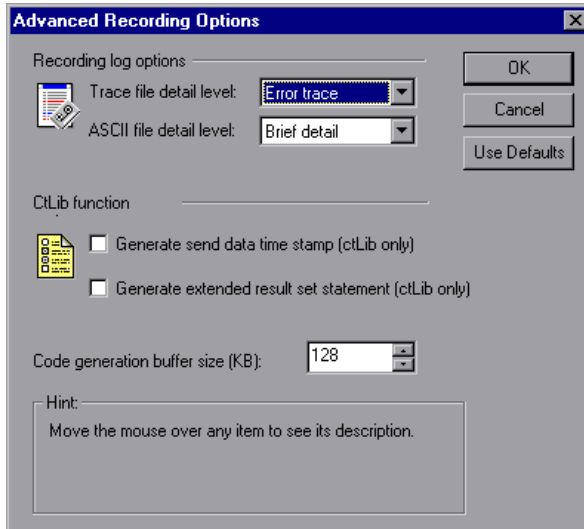 Advanced Recording Options
Recording log options
Trace file detail level: Error trace
ASCII file detail level: Brief detail
OK
Cancel
Use Defaults
CtLib function
Generate send data time stamp (ctLib only)
Generate extended result set statement (ctLib only)
Code generation buffer size (KB): 128
Hint:
Move the mouse over any item to see its description.